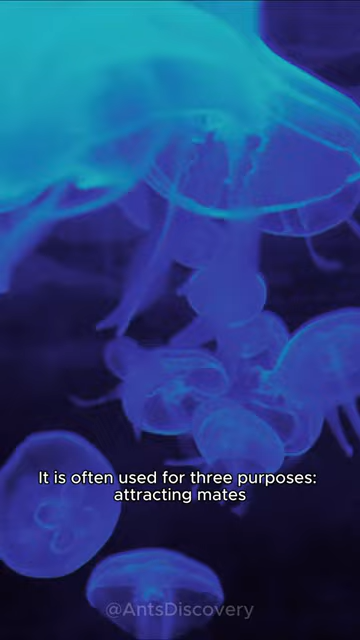 It is often used for three purposes:
attracting mates
@AntsDiscovery